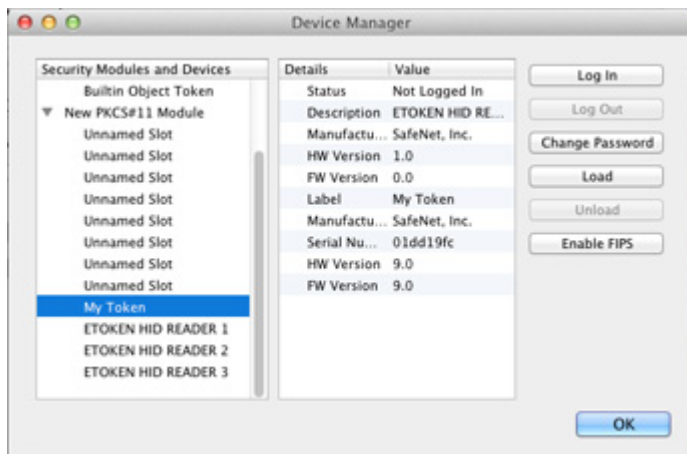 Device Manager
Security Modules and Devices
Builtin Object Token
New PKCS#11 Module
Unnamed Slot
Unnamed Slot
Unnamed Slot
Unnamed Slot
Unnamed Slot
Unnamed Slot
Unnamed Slot
Unnamed Slot
My Token
ETOKEN HID READER 1
ETOKEN HID READER 2
ETOKEN HID READER 3
Details Value
Status Not Logged In
Description ETOKEN HID RE...
Manufactu... SafeNet, Inc.
HW Version 1.0
FW Version 0.0
Label My Token
Manufactu... SafeNet, Inc.
Serial Nu... 01dd19fc
HW Version 9.0
FW Version 9.0
Log In
Log Out
Change Password
Load
Unload
Enable FIPS
OK